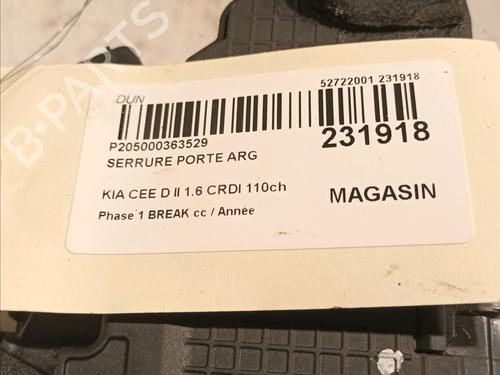 DUN
52722001 231918
P205000363529
231918
SERRURE PORTE ARG
KIA CEE D II 1.6 CRDI 110ch
MAGASIN
Phase 1 BREAK cc / Année
B-PARTS